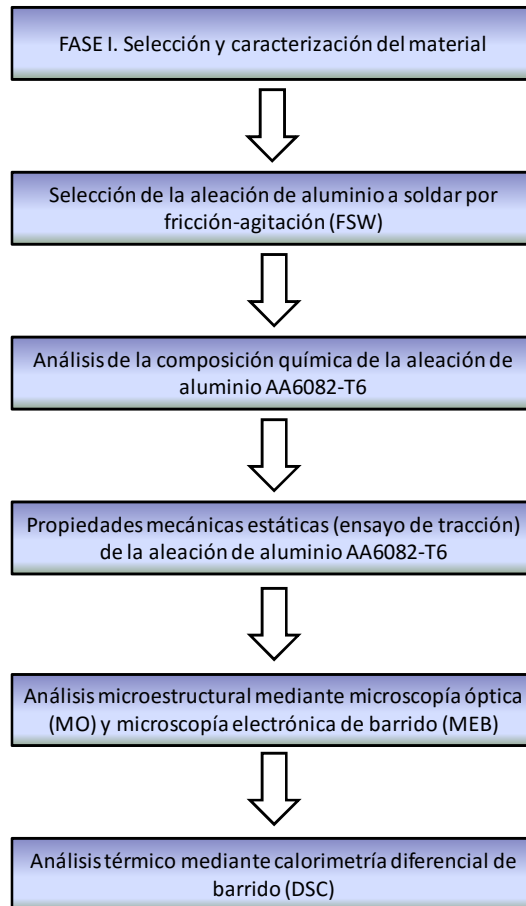 FASE I. Selección y caracterización del material
Selección de la aleación de aluminio a soldar por
fricción-agitación (FSW)
Análisis de la composición química de la aleación de
aluminio AA6082-T6
Propiedades mecánicas estáticas (ensayo de tracción)
de la aleación de aluminio AA6082-T6
Análisis microestructural mediante microscopía óptica
(MO) y microscopía electrónica de barrido (MEB)
Análisis térmico mediante calorimetría diferencial de
barrido (DSC)